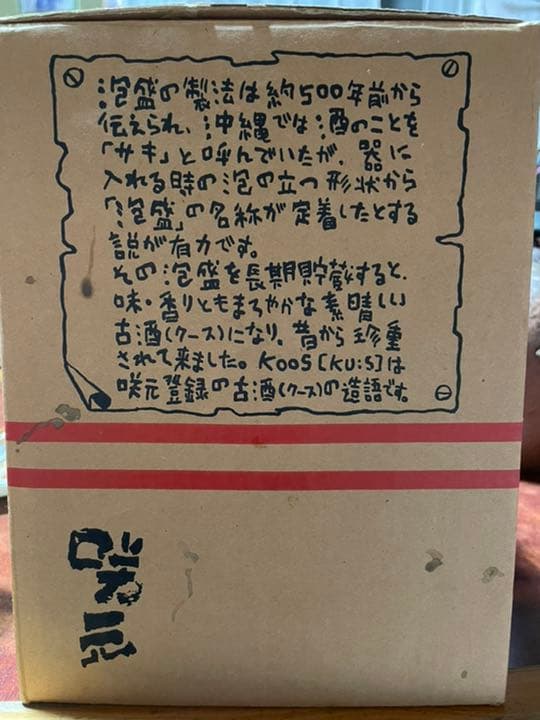 泡盛の製法は約500年前から
伝えられ、沖縄では酒のことを
「サキ」と呼んでいたが、器に
入れる時の泡の立つ形状から
「泡盛」の名称が定着したとする
説が有力です。
その泡盛を長期貯蔵すると、
味・香りともまろやかな素晴しい
古酒(クース)になり、昔から珍重
されて来ました。KOOS[KU:S]は
咲元登録の古酒(クース)の造語です。